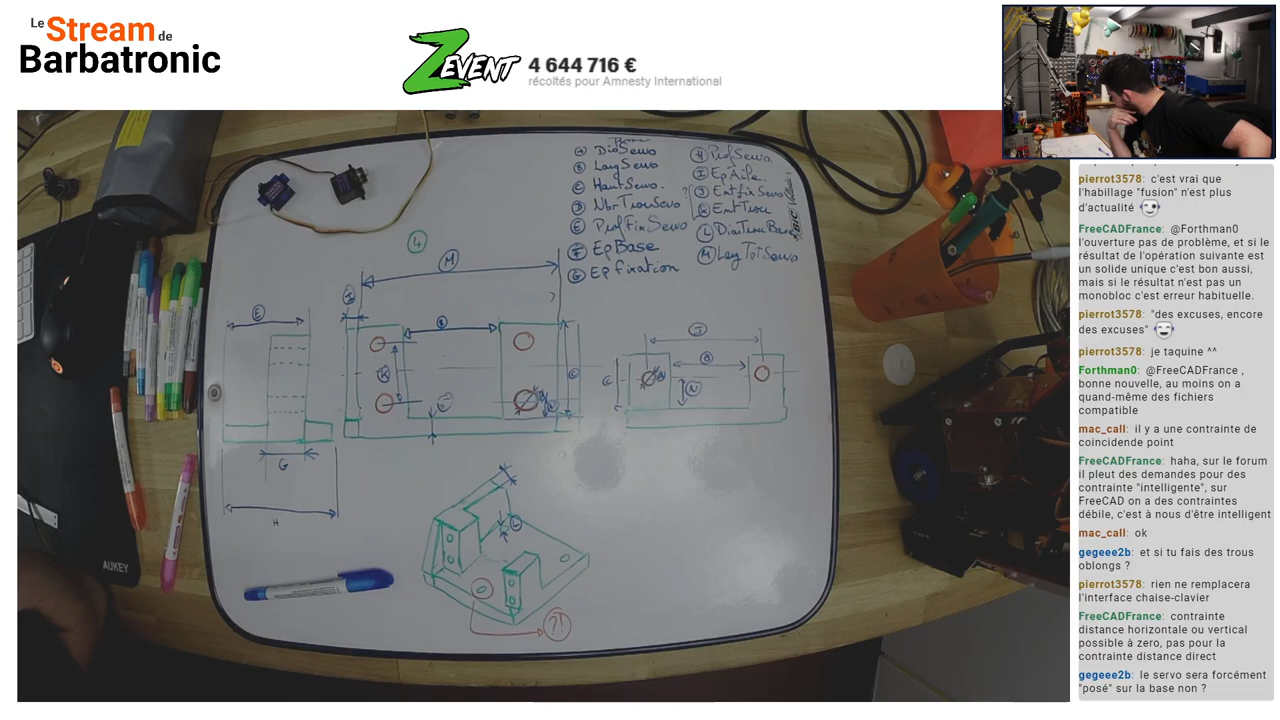 Le Stream de
Barbatronic
ZEVENT
4 644 716 €
récoltés pour Amnesty International
A DiaServo
B LargServo
C HautServo.
D NbrTrouServo
E ProfFixServo
F EpBase
G Ep fixation
H ProfServo
I EpAile.
J EntfixServo
K EntTrou
L DiaTrouBase
M LargTotServo
BIC Velleda
4
M
E
I
B
K
C
G
H
J
B
C
N
L
?!
AUKEY
pierrot3578: c'est vrai que
l'habillage "fusion" n'est plus
d'actualité
FreeCADFrance: @Forthman0
l'ouverture pas de problème, et si le
résultat de l'opération suivante est
un solide unique c'est bon aussi,
mais si le résultat n'est pas un
monobloc c'est erreur habituelle.
pierrot3578: "des excuses, encore
des excuses"
pierrot3578: je taquine ^^
Forthman0: @FreeCADFrance ,
bonne nouvelle, au moins on a
quand-même des fichiers
compatible
mac_call: il y a une contrainte de
coincidende point
FreeCADFrance: haha, sur le forum
il pleut des demandes pour des
contrainte "intelligente", sur
FreeCAD on a des contraintes
débile, c'est à nous d'être intelligent
mac_call: ok
gegeee2b: et si tu fais des trous
oblongs ?
pierrot3578: rien ne remplacera
l'interface chaise-clavier
FreeCADFrance: contrainte
distance horizontale ou vertical
possible à zéro, pas pour la
contrainte distance direct
gegeee2b: le servo sera forcément
"posé" sur la base non ?